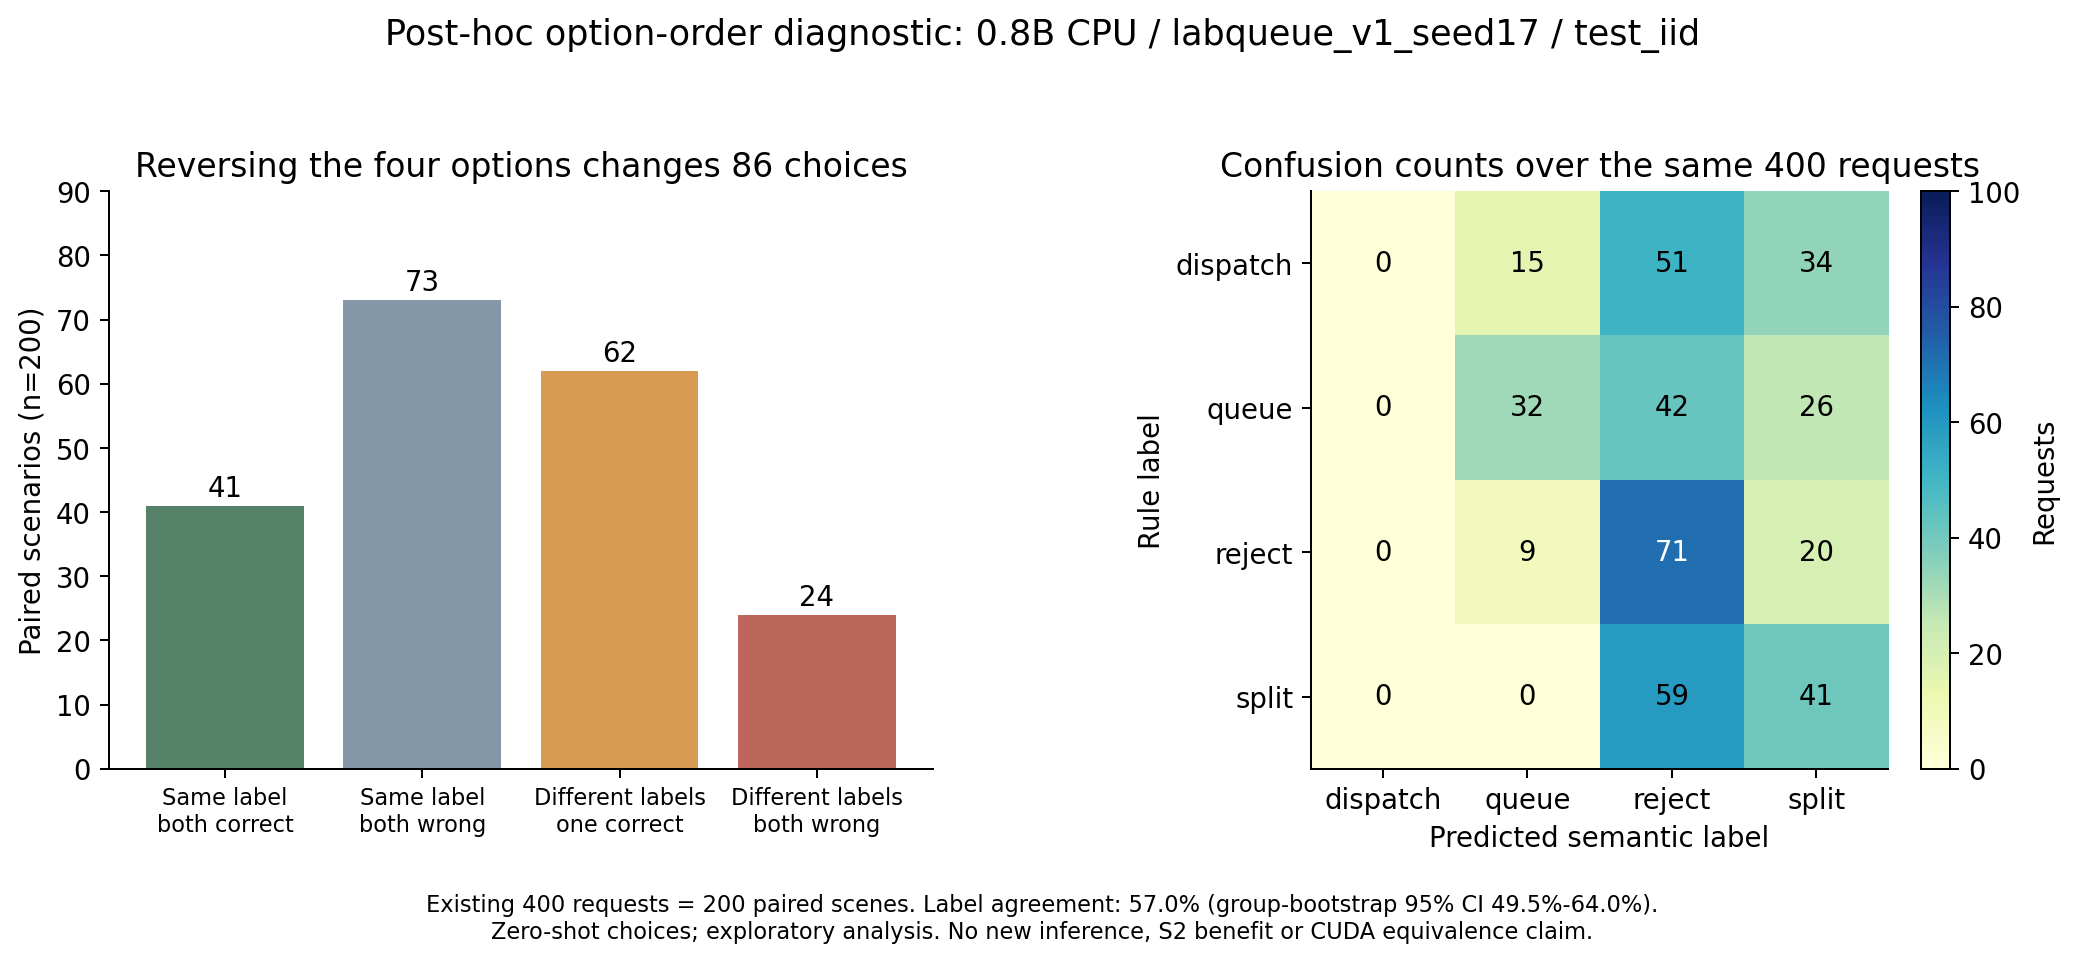 Post-hoc option-order diagnostic: 0.8B CPU / labqueue_v1_seed17 / test_iid
Reversing the four options changes 86 choices
Paired scenarios (n=200)
90
80
70
60
50
40
30
20
10
0
41
73
62
24
Same label
both correct
Same label
both wrong
Different labels
one correct
Different labels
both wrong
Confusion counts over the same 400 requests
Rule label
dispatch 0 15 51 34
queue 0 32 42 26
reject 0 9 71 20
split 0 0 59 41
dispatch queue reject split
Predicted semantic label
100
80
60
40
20
0
Requests
Existing 400 requests = 200 paired scenes. Label agreement: 57.0% (group-bootstrap 95% CI 49.5%-64.0%).
Zero-shot choices; exploratory analysis. No new inference, S2 benefit or CUDA equivalence claim.